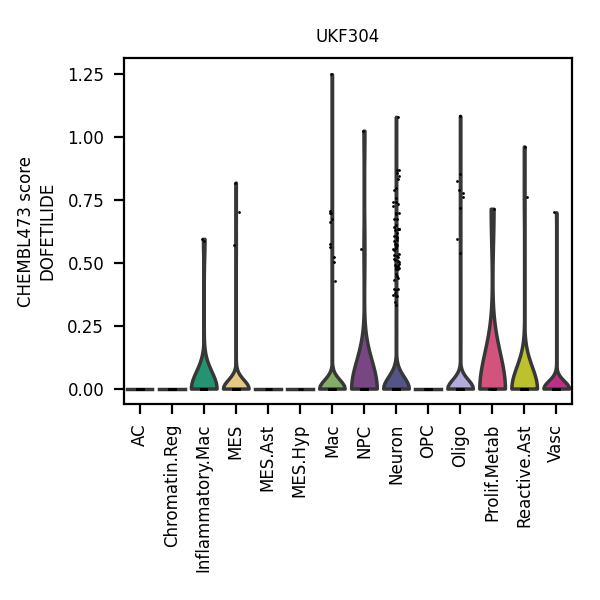 UKF304
CHEMBL473 score
DOFETILIDE
1.25
1.00
0.75
0.50
0.25
0.00
AC
Chromatin.Reg
Inflammatory.Mac
MES
MES.Ast
MES.Hyp
Mac
NPC
Neuron
OPC
Oligo
Prolif.Metab
Reactive.Ast
Vasc